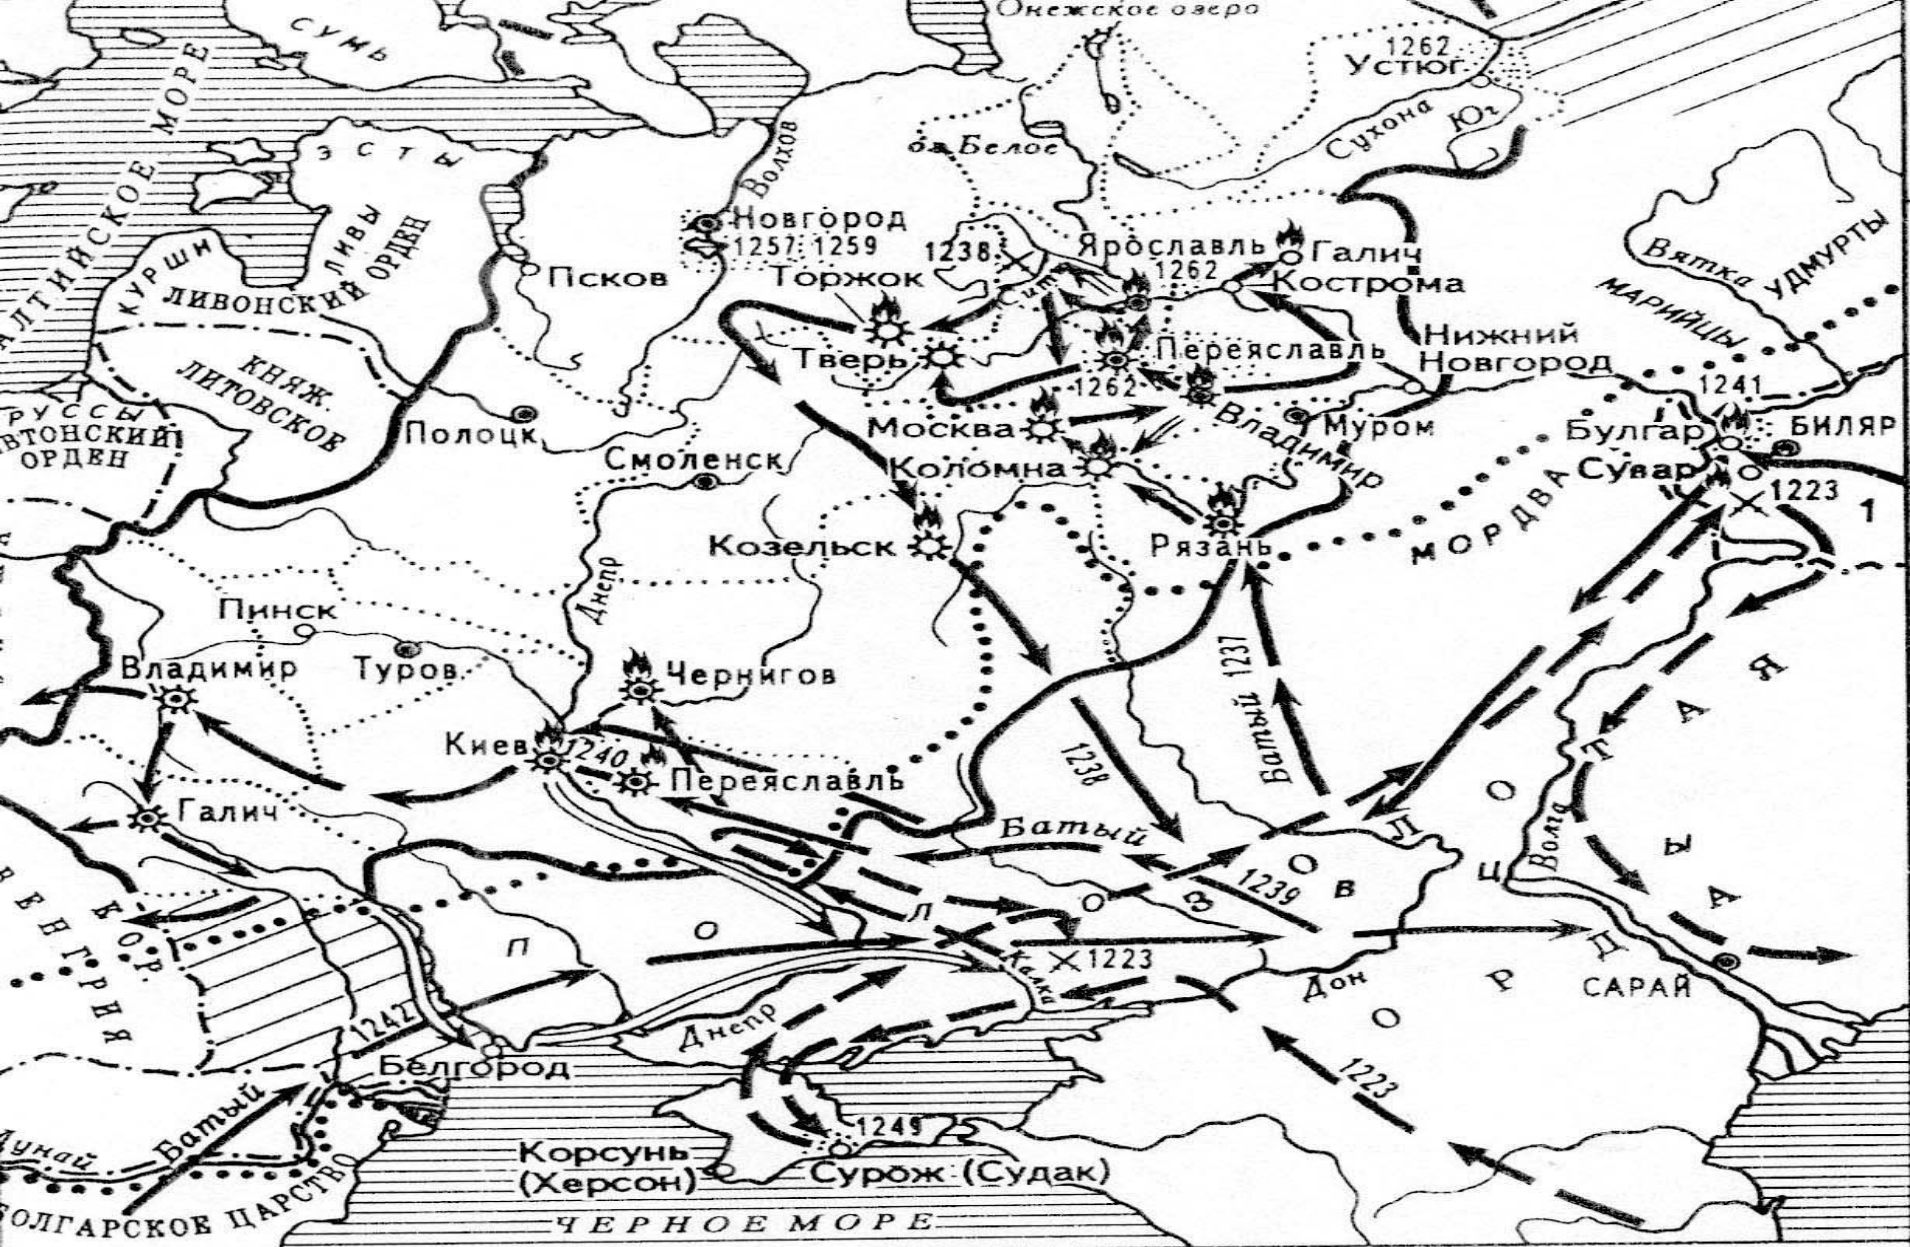 Онежское озеро
СУМЬ
1262
УСТЮГ
Сухона
Юг
БАЛТИЙСКОЕ МОРЕ
ЭСТЫ
оз. Белое
Волхов
ЛИВЫ
ОРДЕН
Новгород
1257; 1259
КУРШИ
ЛИВОНСКИЙ
Псков
Торжок
1238
Сить
Ярославль
1262
Галич
Кострома
Вятка
УДМУРТЫ
МАРИЙЦЫ
Нижний
Новгород
КНЯЖ.
ЛИТОВСКОЕ
Тверь
Переяславль
1262
Владимир
Муром
1241
Булгар
БИЛЯР
Сувар
1223
1
ПРУССЫ
ТЕВТОНСКИЙ
ОРДЕН
Полоцк
Москва
Коломна
Смоленск
МОРДВА
Козельск
Рязань
Днепр
Пинск
Туров
Владимир
Чернигов
Киев
1240
Переяславль
Галич
1238
Батый 1237
Батый
1239
Волга
ЗОЛОТАЯ
ОРДА
ПОЛОВЦЫ
ВЕНГРИЯ
КОР.
Калка
1223
Дон
САРАЙ
Днепр
1242
Белгород
Батый
Дунай
БОЛГАРСКОЕ ЦАРСТВО
1223
1249
Корсунь
(Херсон)
Сурож (Судак)
ЧЕРНОЕ МОРЕ